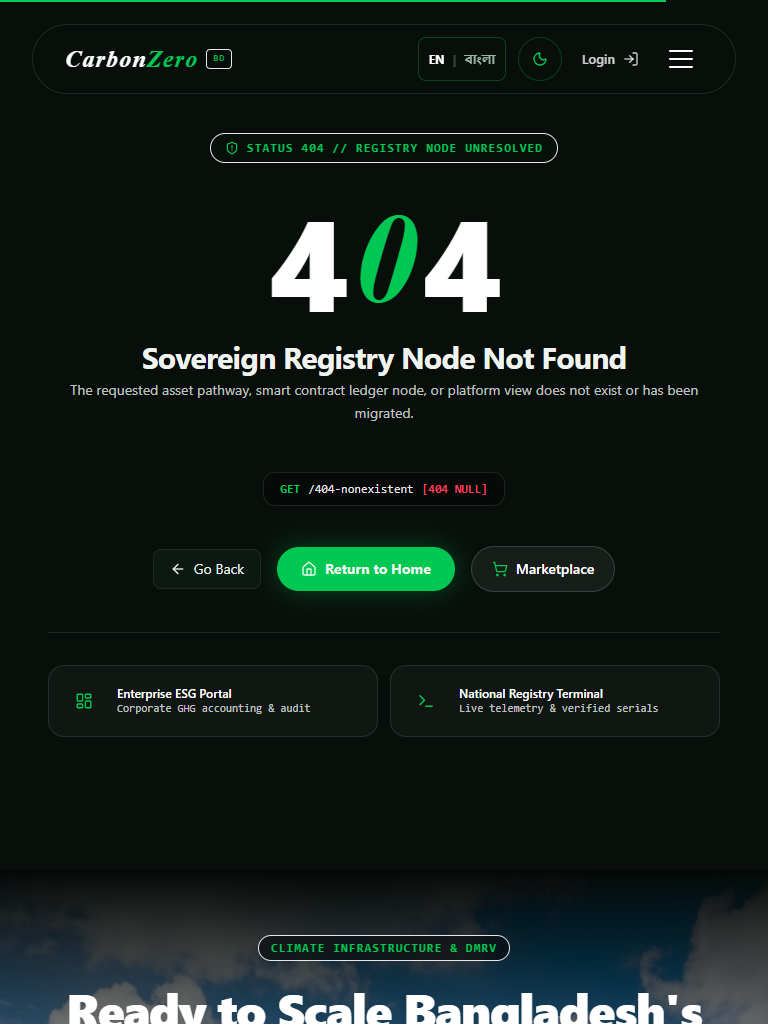 CarbonZero BD
EN | বাংলা
Login
STATUS 404 // REGISTRY NODE UNRESOLVED
404
Sovereign Registry Node Not Found
The requested asset pathway, smart contract ledger node, or platform view does not exist or has been
migrated.
GET /404-nonexistent [404 NULL]
Go Back
Return to Home
Marketplace
Enterprise ESG Portal
Corporate GHG accounting & audit
National Registry Terminal
Live telemetry & verified serials
CLIMATE INFRASTRUCTURE & DMRV
Ready to Scale Bangladesh's